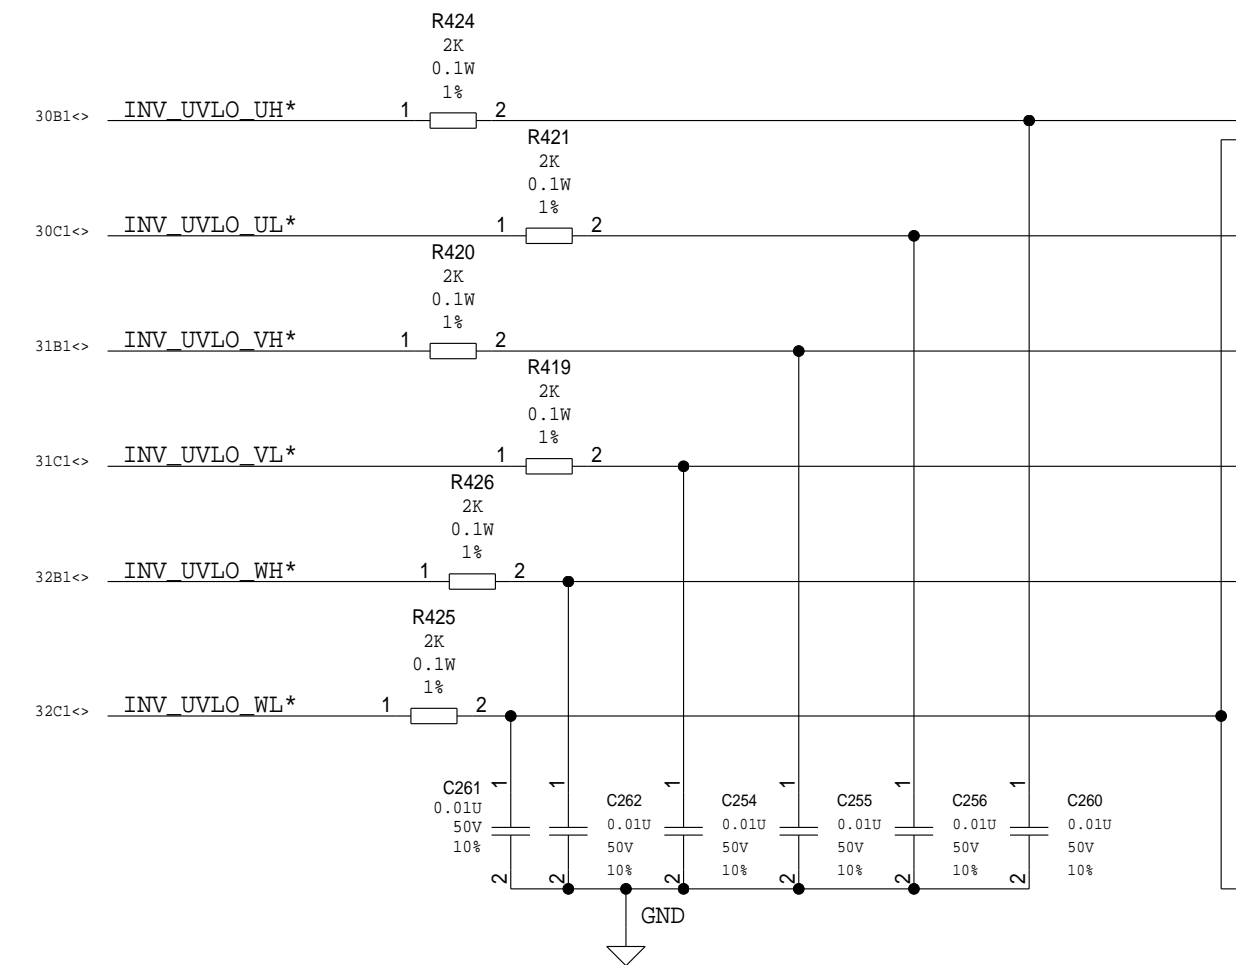 R424
2K
0.1W
1%
30B1<> INV_UVLO_UH* 1 2
R421
2K
0.1W
1%
30C1<> INV_UVLO_UL* 1 2
R420
2K
0.1W
1%
31B1<> INV_UVLO_VH* 1 2
R419
2K
0.1W
1%
31C1<> INV_UVLO_VL* 1 2
R426
2K
0.1W
1%
32B1<> INV_UVLO_WH* 1 2
R425
2K
0.1W
1%
32C1<> INV_UVLO_WL* 1 2
1 1 1 1 1 1
C261
0.01U
50V
10%
C262
0.01U
50V
10%
C254
0.01U
50V
10%
C255
0.01U
50V
10%
C256
0.01U
50V
10%
C260
0.01U
50V
10%
2 2 2 2 2 2
GND